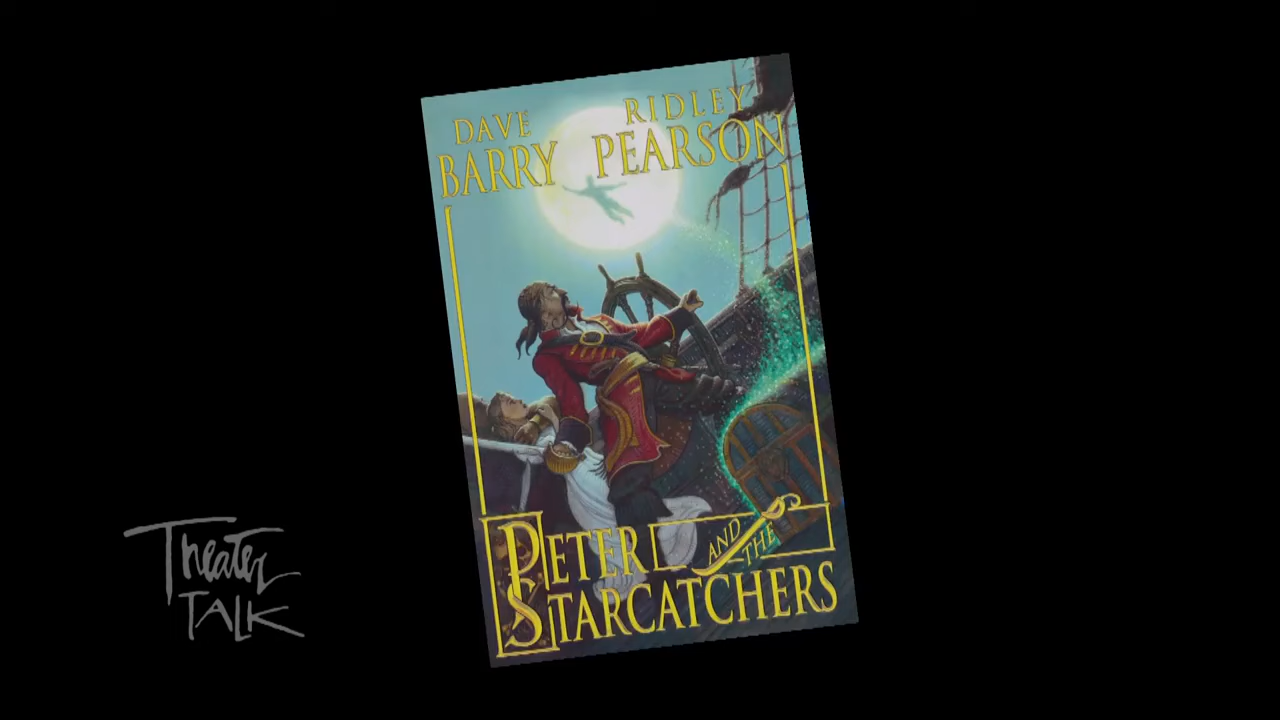 DAVE
BARRY
RIDLEY
PEARSON
PETER AND THE
STARCATCHERS
Theater
TALK